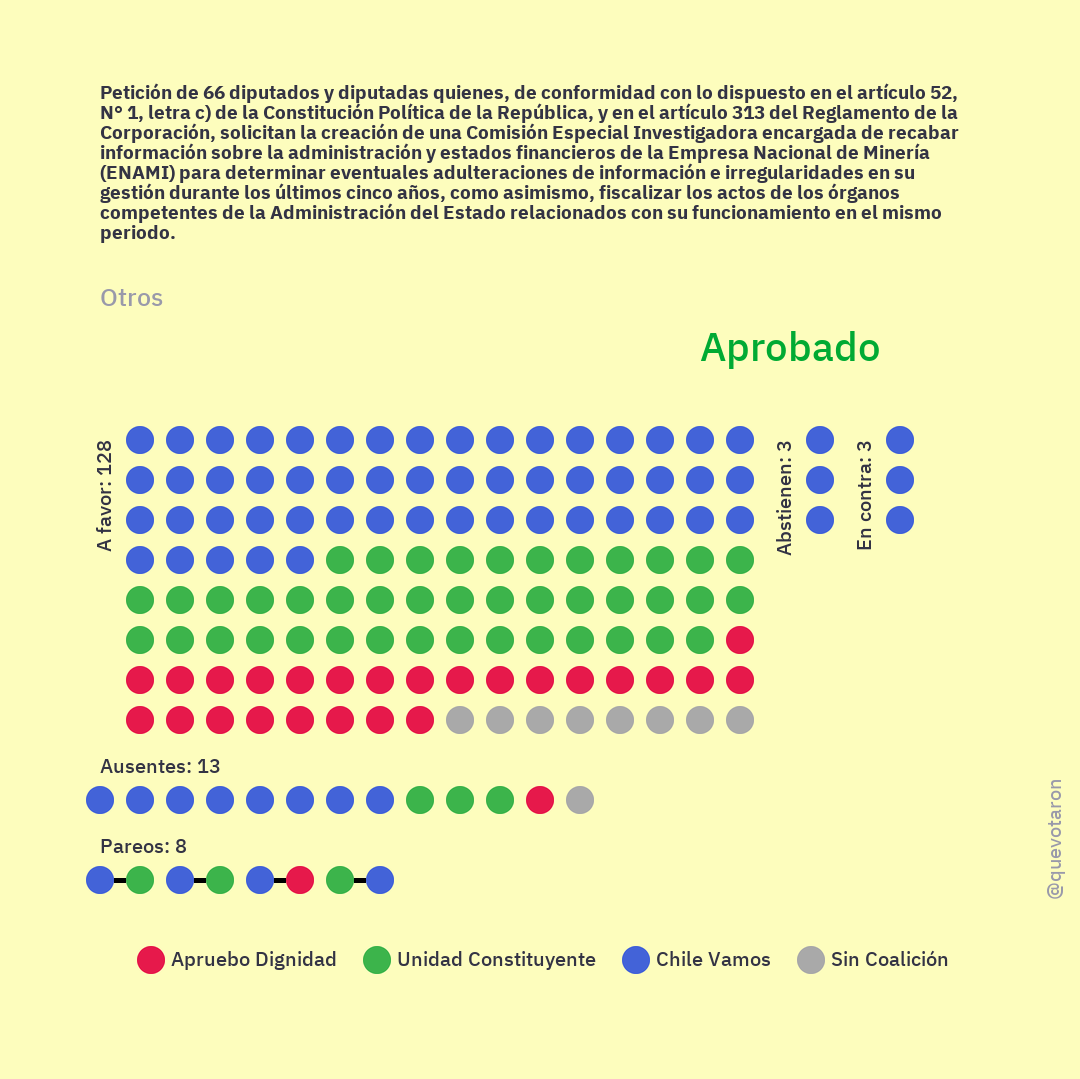 Petición de 66 diputados y diputadas quienes, de conformidad con lo dispuesto en el artículo 52,
N° 1, letra c) de la Constitución Política de la República, y en el artículo 313 del Reglamento de la
Corporación, solicitan la creación de una Comisión Especial Investigadora encargada de recabar
información sobre la administración y estados financieros de la Empresa Nacional de Minería
(ENAMI) para determinar eventuales adulteraciones de información e irregularidades en su
gestión durante los últimos cinco años, como asimismo, fiscalizar los actos de los órganos
competentes de la Administración del Estado relacionados con su funcionamiento en el mismo
periodo.
Otros
Aprobado
A favor: 128
Abstienen: 3
En contra: 3
Ausentes: 13
Pareos: 8
@quevotaron
Apruebo Dignidad
Unidad Constituyente
Chile Vamos
Sin Coalición